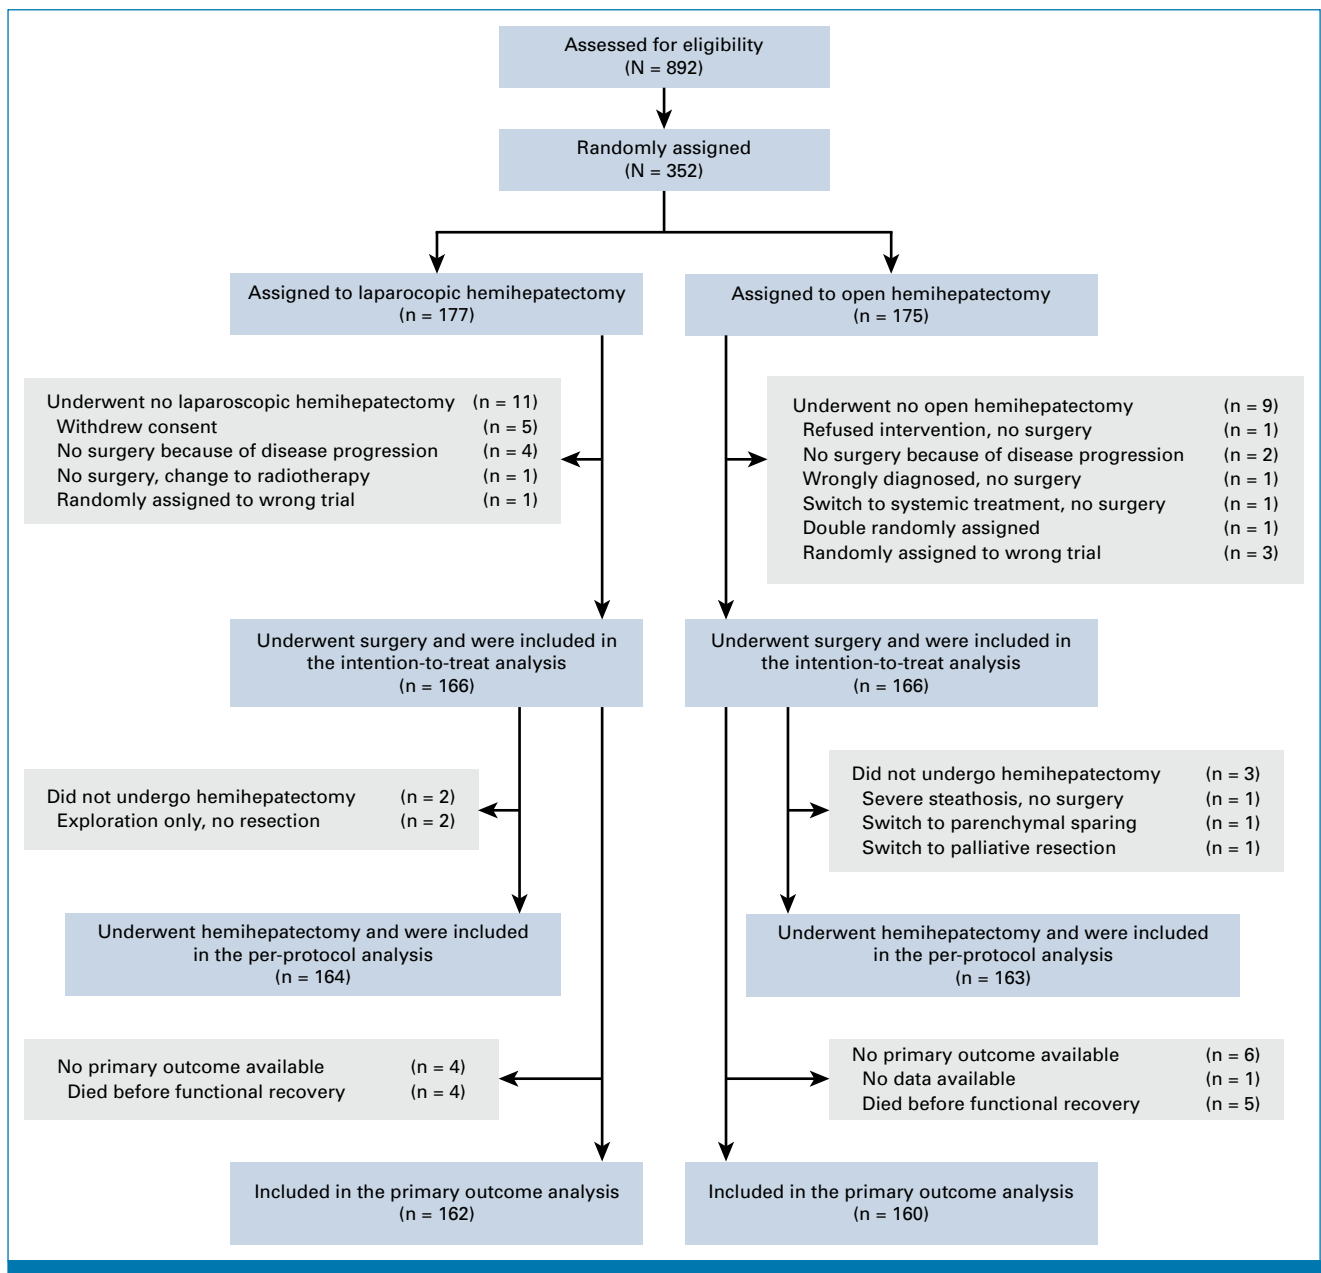 Assessed for eligibility
(N = 892)
Randomly assigned
(N = 352)
Assigned to laparocopic hemihepatectomy
(n = 177)
Assigned to open hemihepatectomy
(n = 175)
Underwent no laparoscopic hemihepatectomy (n = 11)
Withdrew consent (n = 5)
No surgery because of disease progression (n = 4)
No surgery, change to radiotherapy (n = 1)
Randomly assigned to wrong trial (n = 1)
Underwent no open hemihepatectomy (n = 9)
Refused intervention, no surgery (n = 1)
No surgery because of disease progression (n = 2)
Wrongly diagnosed, no surgery (n = 1)
Switch to systemic treatment, no surgery (n = 1)
Double randomly assigned (n = 1)
Randomly assigned to wrong trial (n = 3)
Underwent surgery and were included in
the intention-to-treat analysis
(n = 166)
Underwent surgery and were included in
the intention-to-treat analysis
(n = 166)
Did not undergo hemihepatectomy (n = 2)
Exploration only, no resection (n = 2)
Did not undergo hemihepatectomy (n = 3)
Severe steathosis, no surgery (n = 1)
Switch to parenchymal sparing (n = 1)
Switch to palliative resection (n = 1)
Underwent hemihepatectomy and were included
in the per-protocol analysis
(n = 164)
Underwent hemihepatectomy and were included
in the per-protocol analysis
(n = 163)
No primary outcome available (n = 4)
Died before functional recovery (n = 4)
No primary outcome available (n = 6)
No data available (n = 1)
Died before functional recovery (n = 5)
Included in the primary outcome analysis
(n = 162)
Included in the primary outcome analysis
(n = 160)